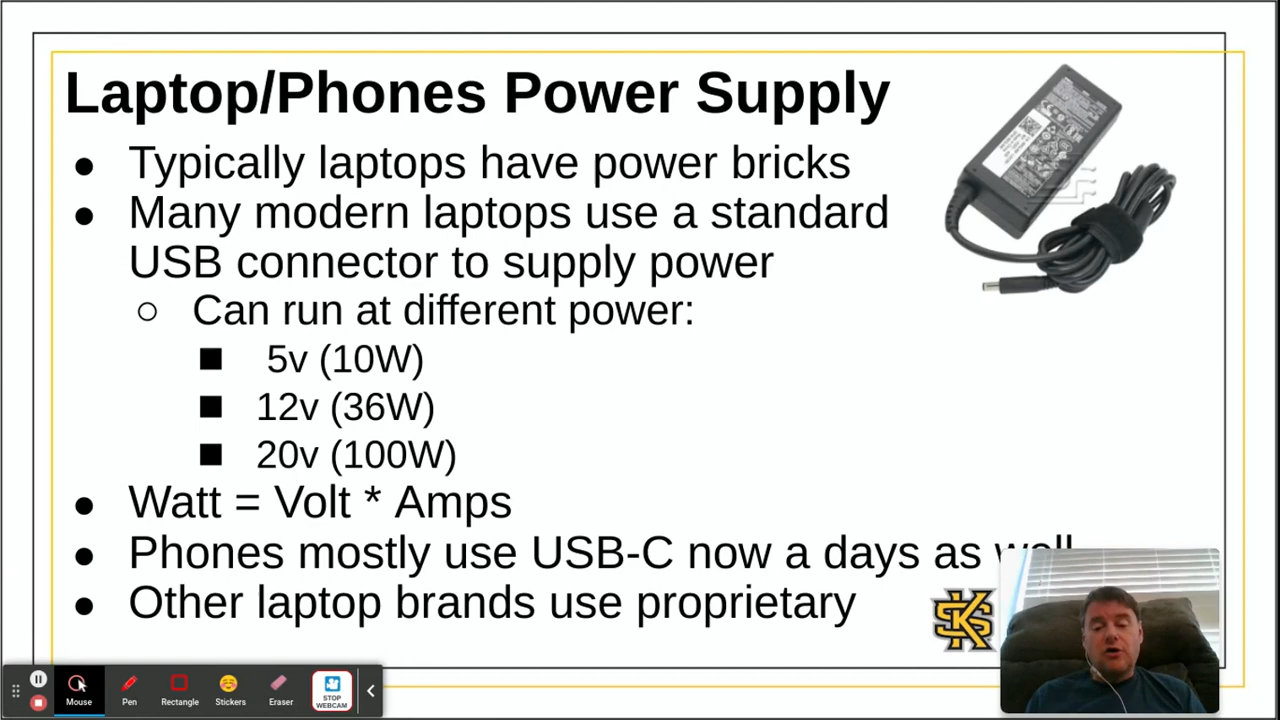 Laptop/Phones Power Supply
● Typically laptops have power bricks
● Many modern laptops use a standard
USB connector to supply power
○ Can run at different power:
■ 5v (10W)
■ 12v (36W)
■ 20v (100W)
● Watt = Volt * Amps
● Phones mostly use USB-C now a days as well
● Other laptop brands use proprietary
KS
Mouse
Pen
Rectangle
Stickers
Eraser
STOP
WEBCAM